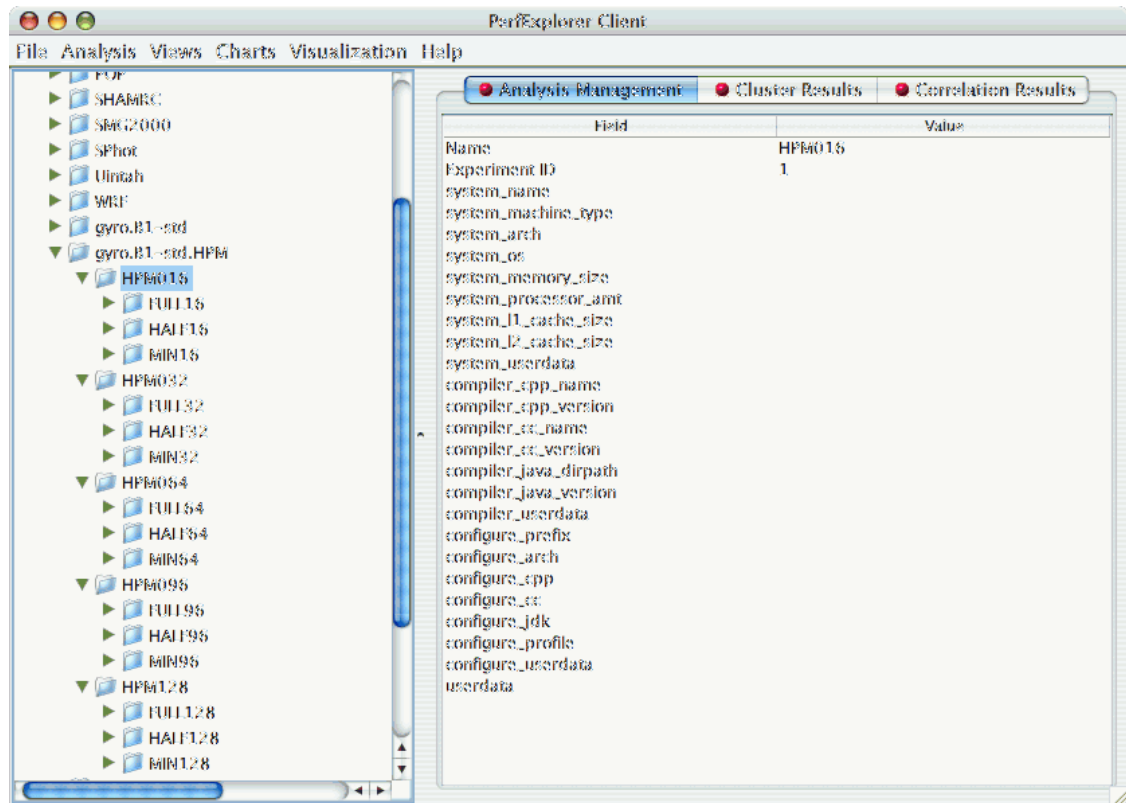 PerfExplorer Client
File Analysis Views Charts Visualization Help
SHAMRC
SMG2000
SPhot
Uintah
WRF
gyro.B1-std
gyro.B1-std.HPM
HPM016
FULL16
HALF16
MIN16
HPM032
FULL32
HALF32
MIN32
HPM064
FULL64
HALF64
MIN64
HPM096
FULL96
HALF96
MIN96
HPM128
FULL128
HALF128
MIN128
Analysis Management Cluster Results Correlation Results
Field Value
Name HPM016
Experiment ID 1
system_name
system_machine_type
system_arch
system_os
system_memory_size
system_processor_amt
system_l1_cache_size
system_l2_cache_size
system_userdata
compiler_cpp_name
compiler_cpp_version
compiler_cc_name
compiler_cc_version
compiler_java_dirpath
compiler_java_version
compiler_userdata
configure_prefix
configure_arch
configure_cpp
configure_cc
configure_jdk
configure_profile
configure_userdata
userdata